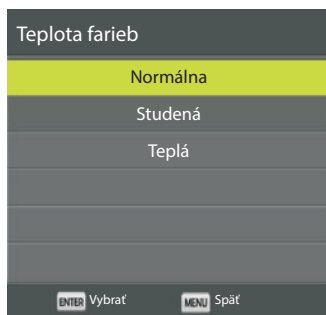 Teplota farieb
Normálna
Studená
Teplá
ENTER Vybrať MENU Späť